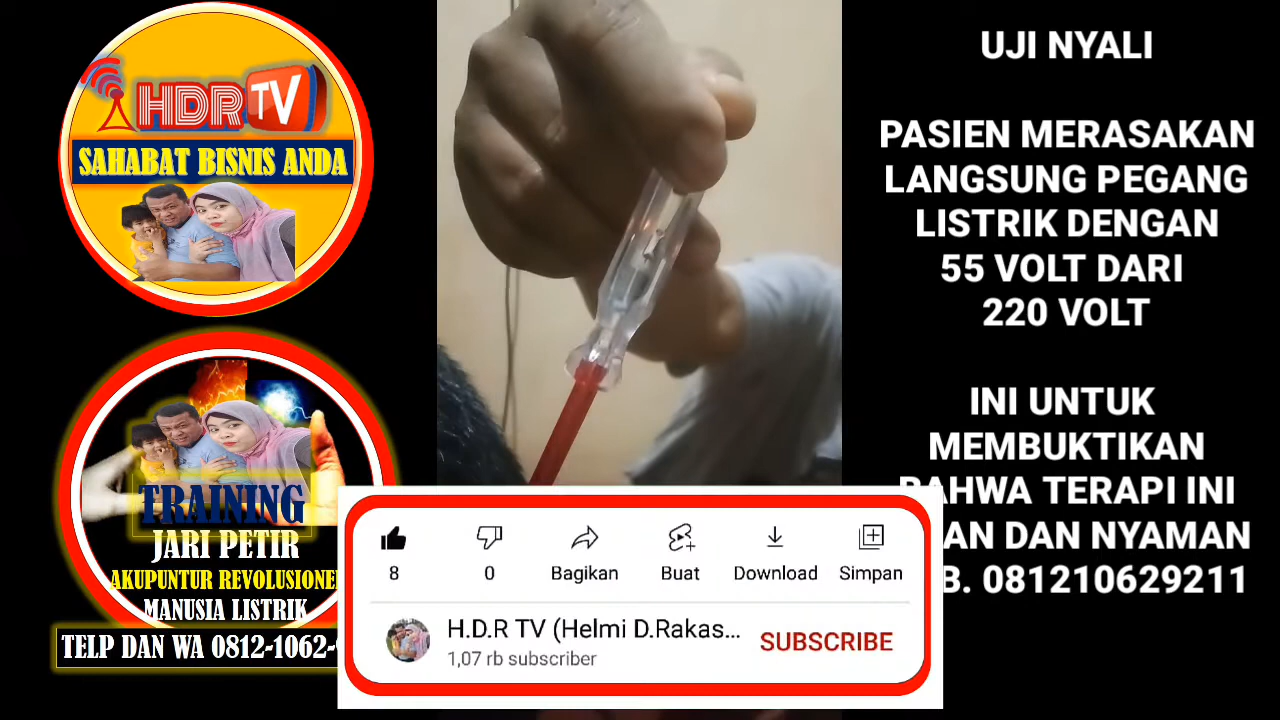 HDR TV
SAHABAT BISNIS ANDA
TRAINING
JARI PETIR
AKUPUNTUR REVOLUSIONE
MANUSIA LISTRIK
TELP DAN WA 0812-1062-
UJI NYALI
PASIEN MERASAKAN
LANGSUNG PEGANG
LISTRIK DENGAN
55 VOLT DARI
220 VOLT
INI UNTUK
MEMBUKTIKAN
BAHWA TERAPI INI
AN DAN NYAMAN
B. 081210629211
8
0
Bagikan
Buat
Download
Simpan
H.D.R TV (Helmi D.Rakas...
1,07 rb subscriber
SUBSCRIBE